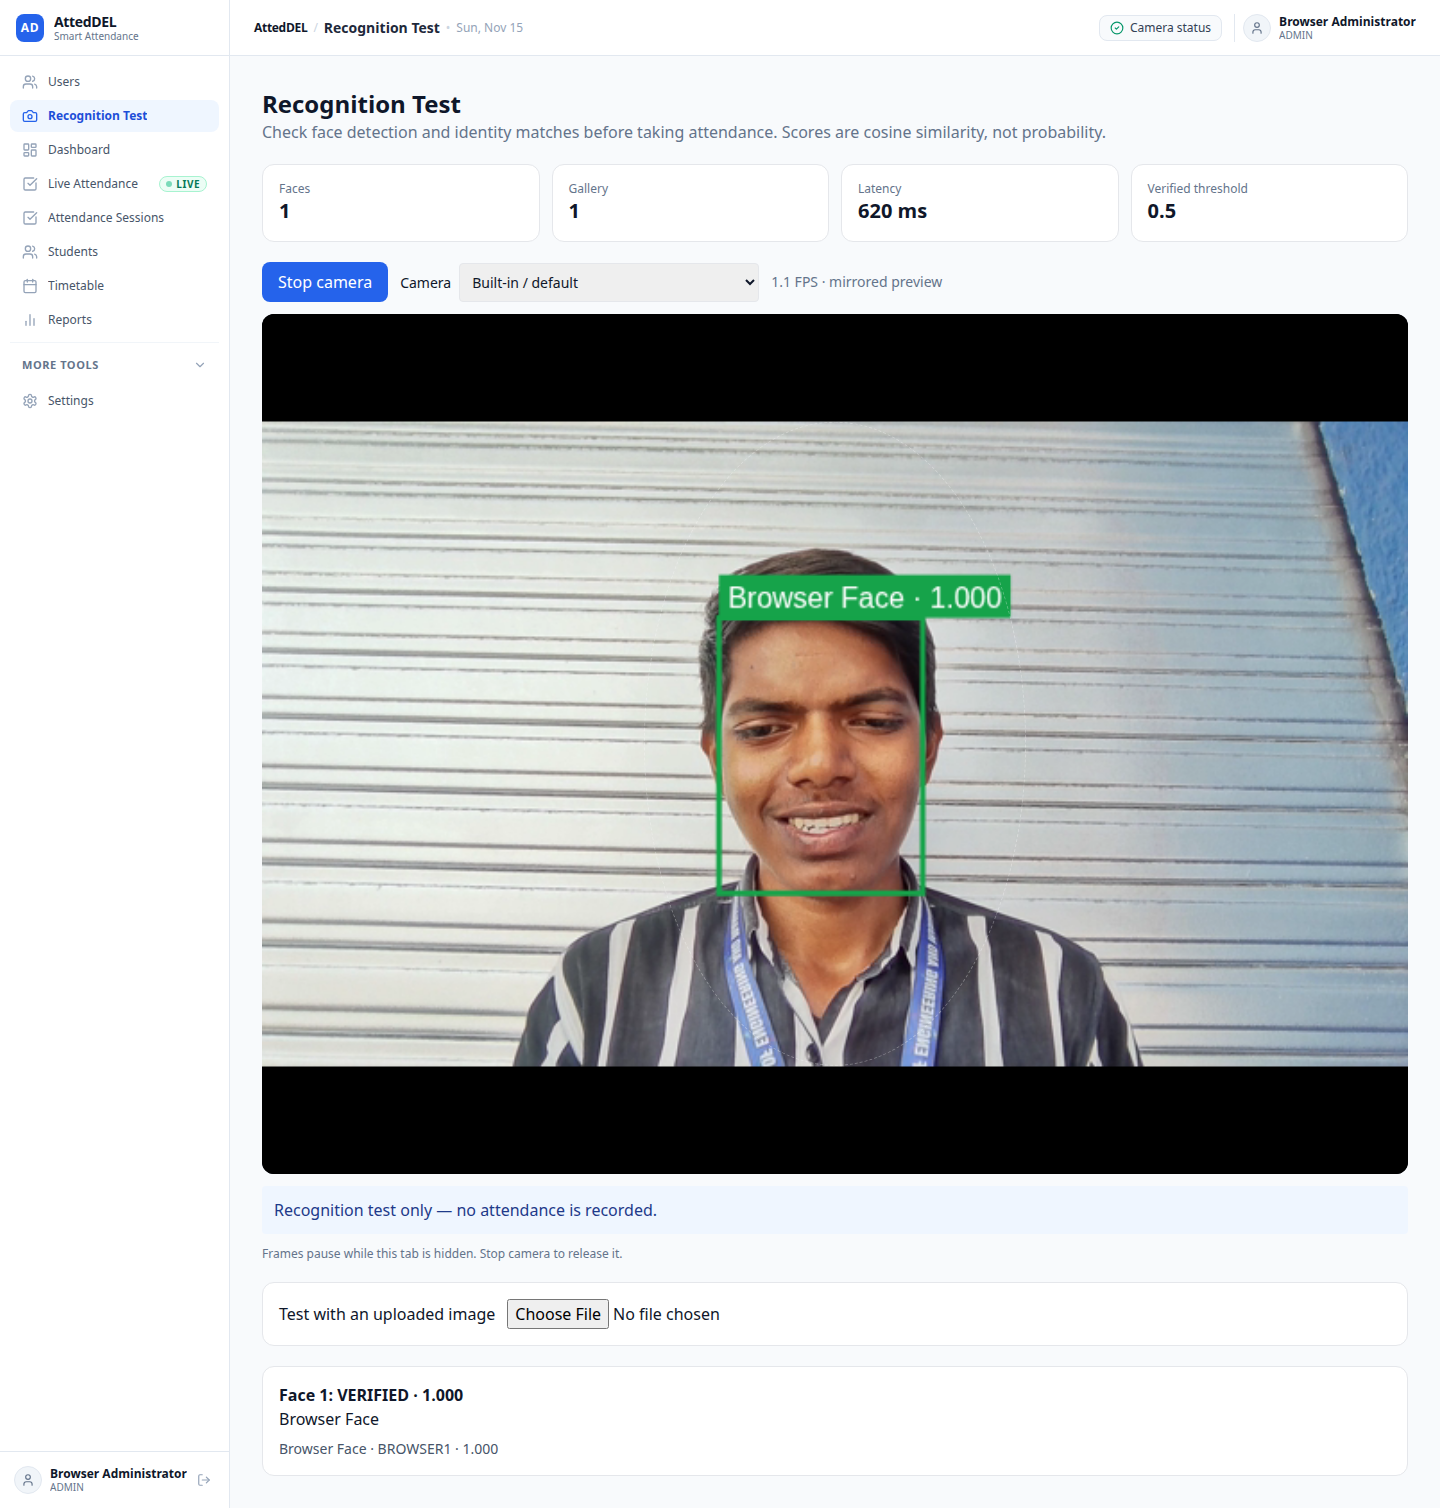 AD
AttedDEL
Smart Attendance
Users
Recognition Test
Dashboard
Live Attendance
LIVE
Attendance Sessions
Students
Timetable
Reports
MORE TOOLS
Settings
Browser Administrator
ADMIN
AttedDEL / Recognition Test · Sun, Nov 15
Camera status
Browser Administrator
ADMIN
Recognition Test
Check face detection and identity matches before taking attendance. Scores are cosine similarity, not probability.
Faces
1
Gallery
1
Latency
620 ms
Verified threshold
0.5
Stop camera
Camera
Built-in / default
1.1 FPS · mirrored preview
Browser Face · 1.000
OF ENGINEERING AN
ENGINEERING AND
Recognition test only — no attendance is recorded.
Frames pause while this tab is hidden. Stop camera to release it.
Test with an uploaded image
Choose File
No file chosen
Face 1: VERIFIED · 1.000
Browser Face
Browser Face · BROWSER1 · 1.000